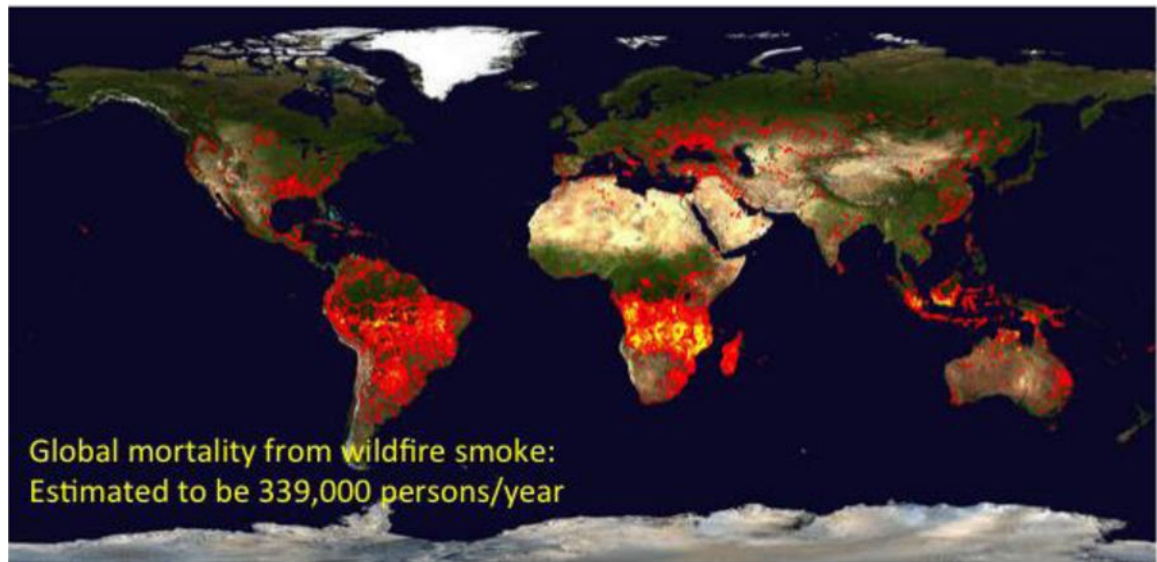 Global mortality from wildfire smoke:
Estimated to be 339,000 persons/year